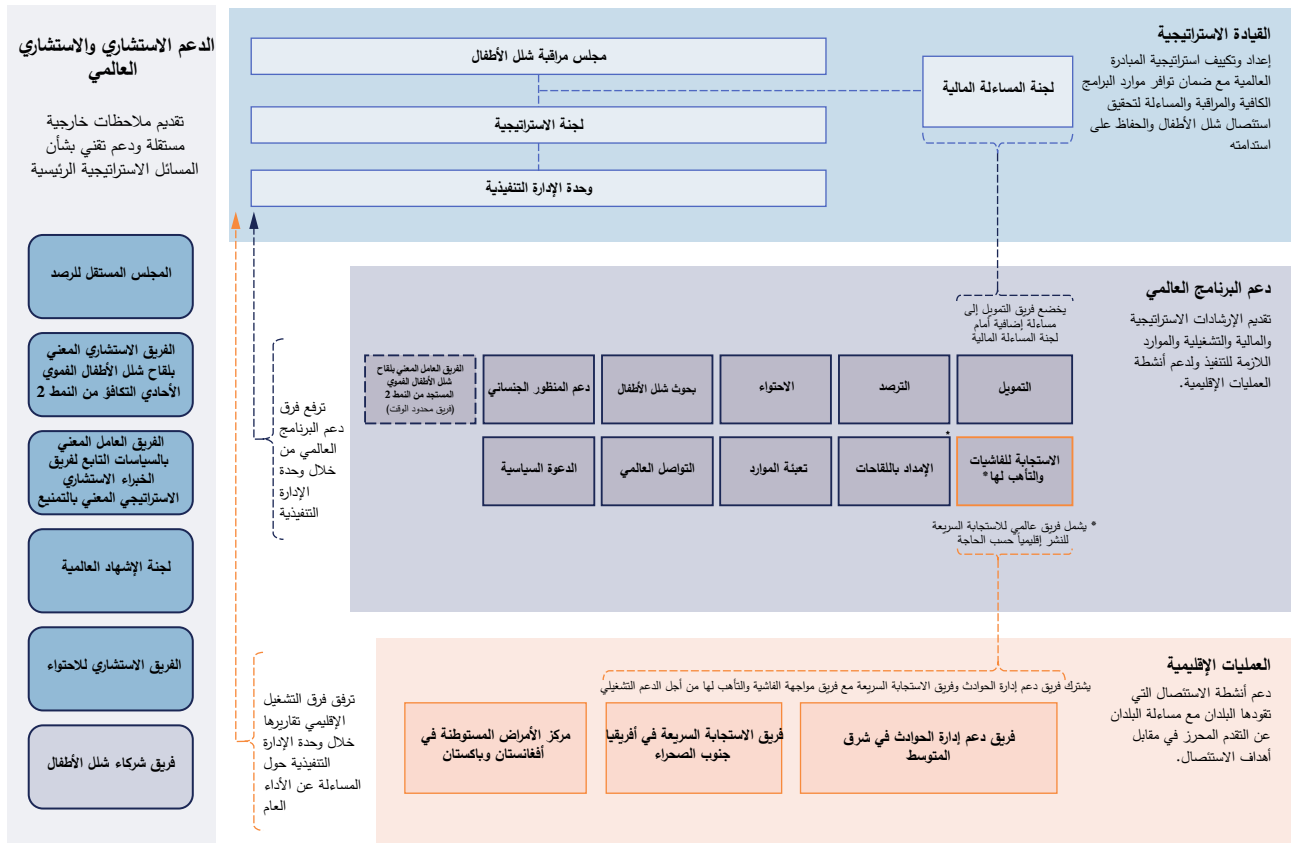 القيادة الاستراتيجية
إعداد وتكييف استراتيجية المبادرة
العالمية مع ضمان توافر موارد البرامج
الكافية والمراقبة والمساءلة لتحقيق
استئصال شلل الأطفال والحفاظ على
استدامته
لجنة المساءلة المالية
مجلس مراقبة شلل الأطفال
لجنة الاستراتيجية
وحدة الإدارة التنفيذية
دعم البرنامج العالمي
تقديم الإرشادات الاستراتيجية
والمالية والتشغيلية والموارد
اللازمة للتنفيذ ولدعم أنشطة
العمليات الإقليمية.
يخضع فريق التمويل إلى
مساءلة إضافية أمام
لجنة المساءلة المالية
التمويل
الترصد
الاحتواء
بحوث شلل الأطفال
دعم المنظور الجنساني
الفريق العامل المعني بلقاح
شلل الأطفال الفموي
المستجد من النمط 2
(فريق محدود الوقت)
*
الاستجابة للفاشيات
والتأهب لها*
الإمداد باللقاحات
تعبئة الموارد
التواصل العالمي
الدعوة السياسية
* يشمل فريق عالمي للاستجابة السريعة
للنشر إقليمياً حسب الحاجة
ترفع فرق
دعم البرنامج
العالمي من
خلال وحدة
الإدارة
التنفيذية
العمليات الإقليمية
دعم أنشطة الاستئصال التي
تقودها البلدان مع مساءلة البلدان
عن التقدم المحرز في مقابل
أهداف الاستئصال.
يشترك فريق دعم إدارة الحوادث وفريق الاستجابة السريعة مع فريق مواجهة الفاشية والتأهب لها من أجل الدعم التشغيلي
فريق دعم إدارة الحوادث في شرق
المتوسط
فريق الاستجابة السريعة في أفريقيا
جنوب الصحراء
مركز الأمراض المستوطنة في
أفغانستان وباكستان
ترفق فرق التشغيل
الإقليمي تقاريرها
خلال وحدة الإدارة
التنفيذية حول
المساءلة عن الأداء
العام
الدعم الاستشاري والاستشاري
العالمي
تقديم ملاحظات خارجية
مستقلة ودعم تقني بشأن
المسائل الاستراتيجية الرئيسية
المجلس المستقل للرصد
الفريق الاستشاري المعني
بلقاح شلل الأطفال الفموي
الأحادي التكافؤ من النمط 2
الفريق العامل المعني
بالسياسات التابع لفريق
الخبراء الاستشاري
الاستراتيجي المعني بالتمنيع
لجنة الإشهاد العالمية
الفريق الاستشاري للاحتواء
فريق شركاء شلل الأطفال